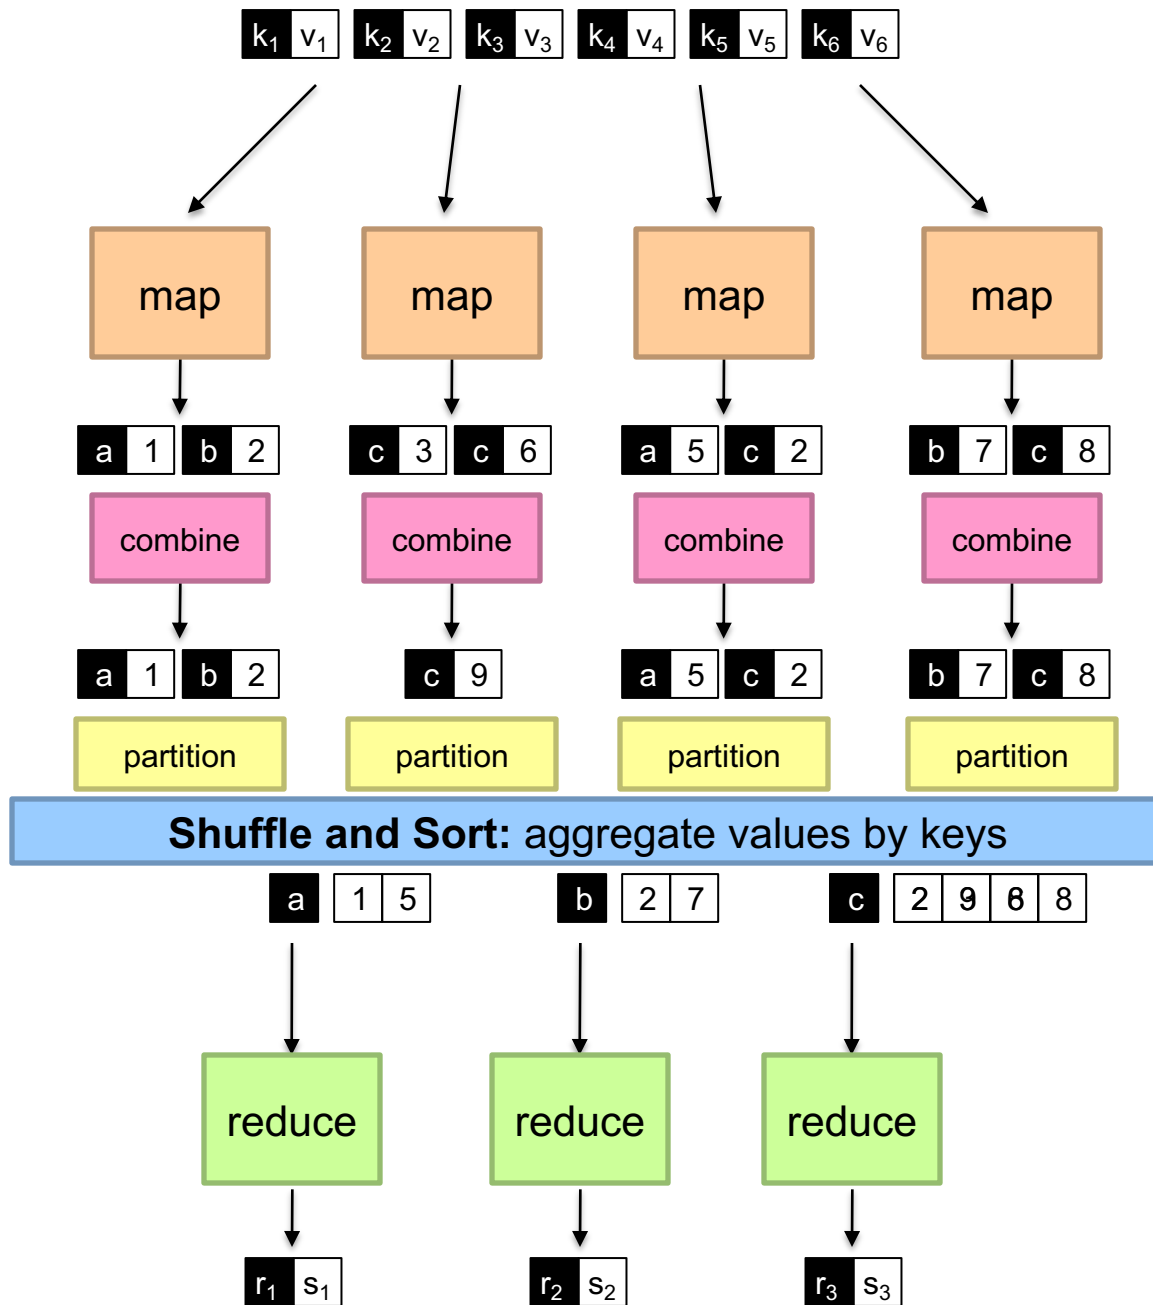 k1 v1 k2 v2 k3 v3 k4 v4 k5 v5 k6 v6
map map map map
a 1 b 2 c 3 c 6 a 5 c 2 b 7 c 8
combine combine combine combine
a 1 b 2 c 9 a 5 c 2 b 7 c 8
partition partition partition partition
Shuffle and Sort: aggregate values by keys
a 1 5 b 2 7 c 2 8
reduce reduce reduce
r1 s1 r2 s2 r3 s3